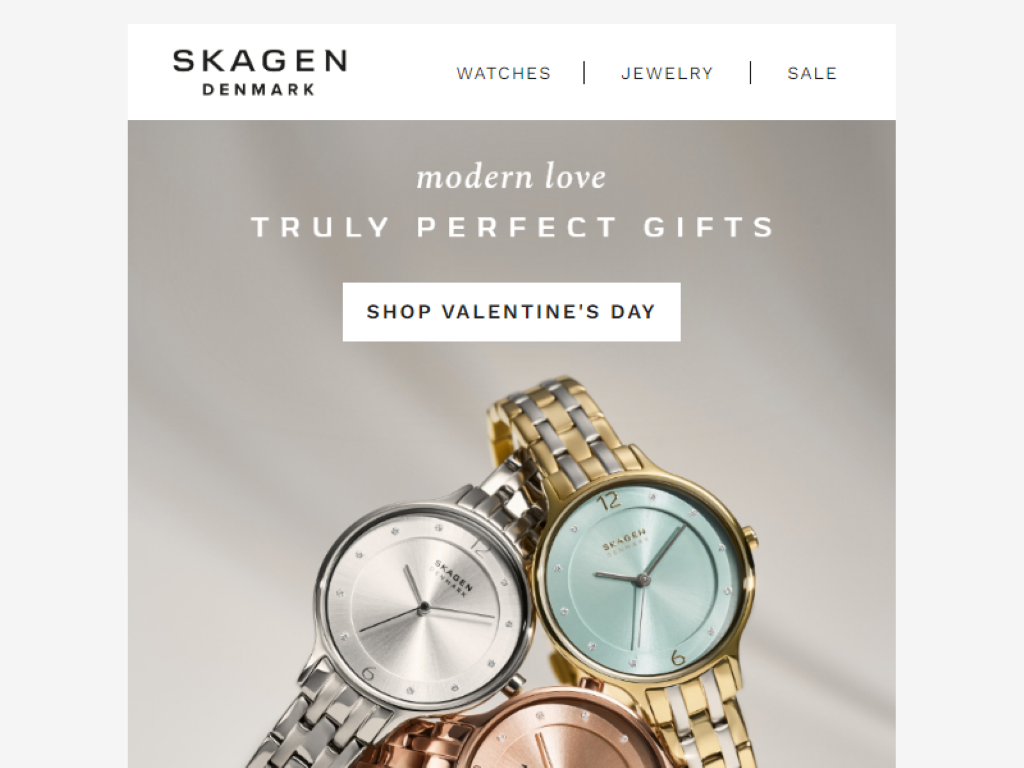 SKAGEN
DENMARK
WATCHES | JEWELRY | SALE
modern love
TRULY PERFECT GIFTS
SHOP VALENTINE'S DAY
12
SKAGEN
DENMARK
6
12
SKAGEN
DENMARK
6